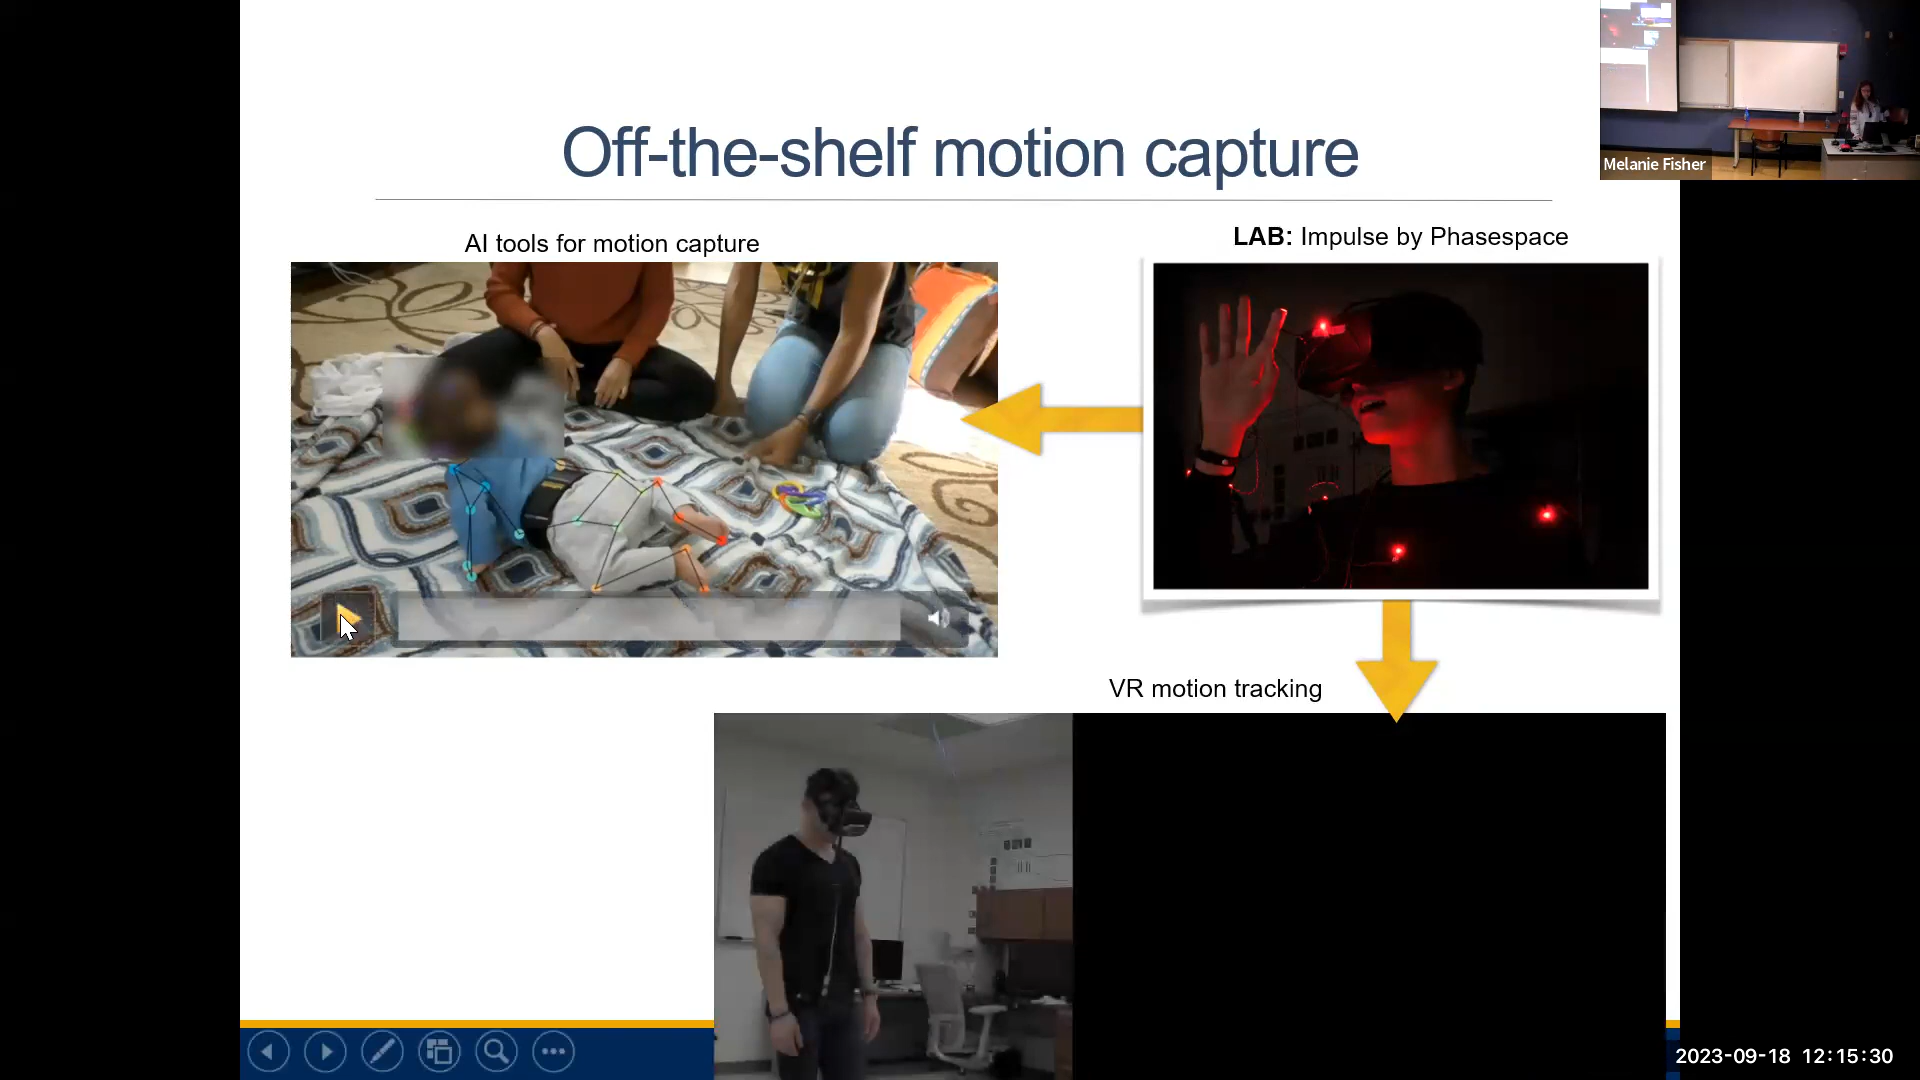 Off-the-shelf motion capture
Melanie Fisher
AI tools for motion capture
LAB: Impulse by Phasespace
VR motion tracking
2023-09-18 12:15:30